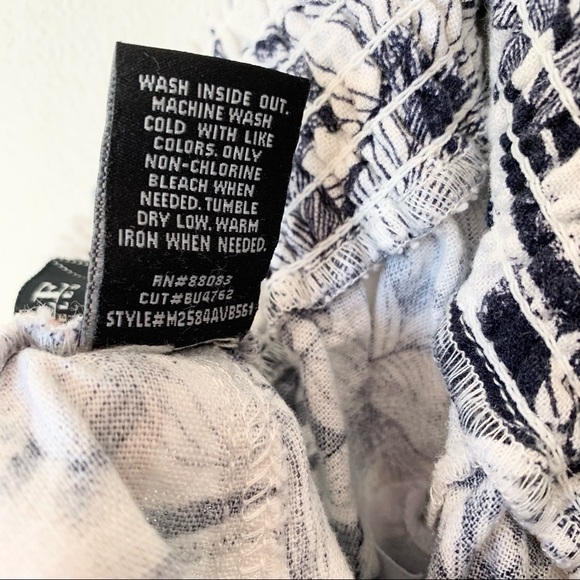 WASH INSIDE OUT.
MACHINE WASH
COLD WITH LIKE
COLORS. ONLY
NON-CHLORINE
BLEACH WHEN
NEEDED. TUMBLE
DRY LOW. WARM
IRON WHEN NEEDED.
RN#88083
CUT#BU4762
STYLE#M2584AVB561